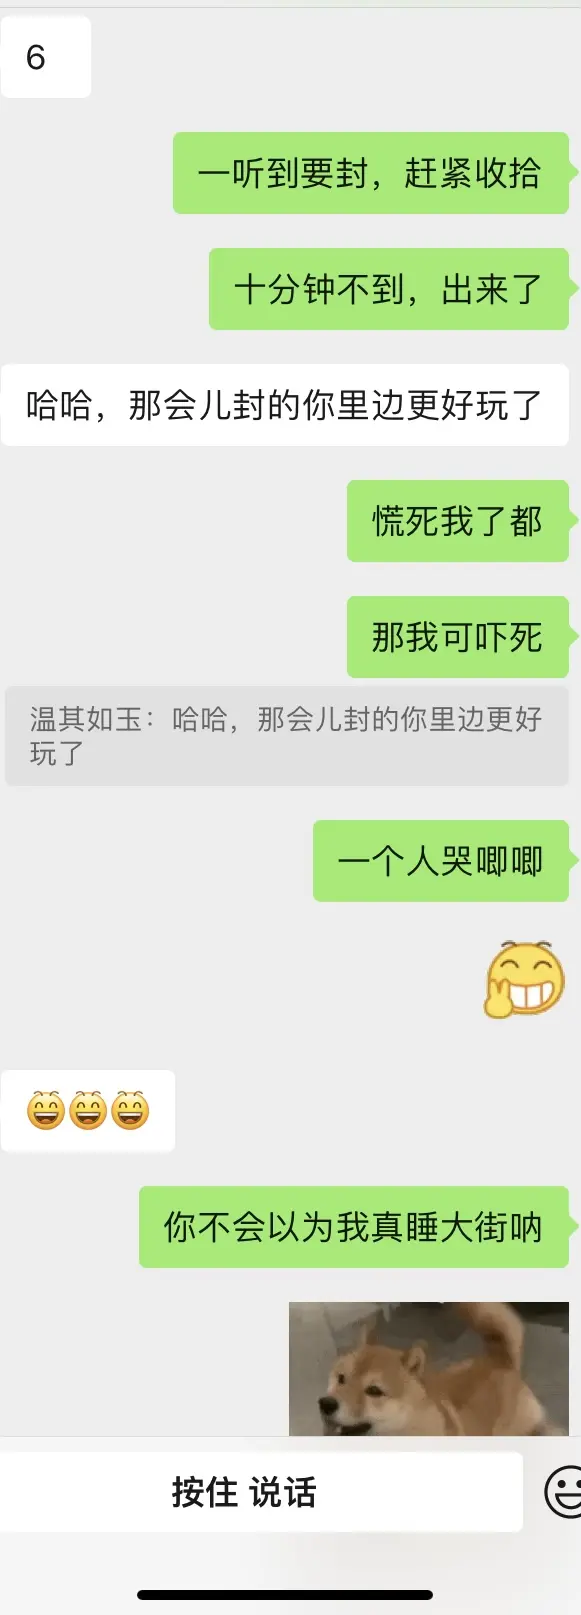 6
一听到要封，赶紧收拾
十分钟不到，出来了
哈哈，那会儿封的你里边更好玩了
慌死我了都
那我可吓死
温其如玉：哈哈，那会儿封的你里边更好
玩了
一个人哭唧唧
你不会以为我真睡大街呐
按住 说话